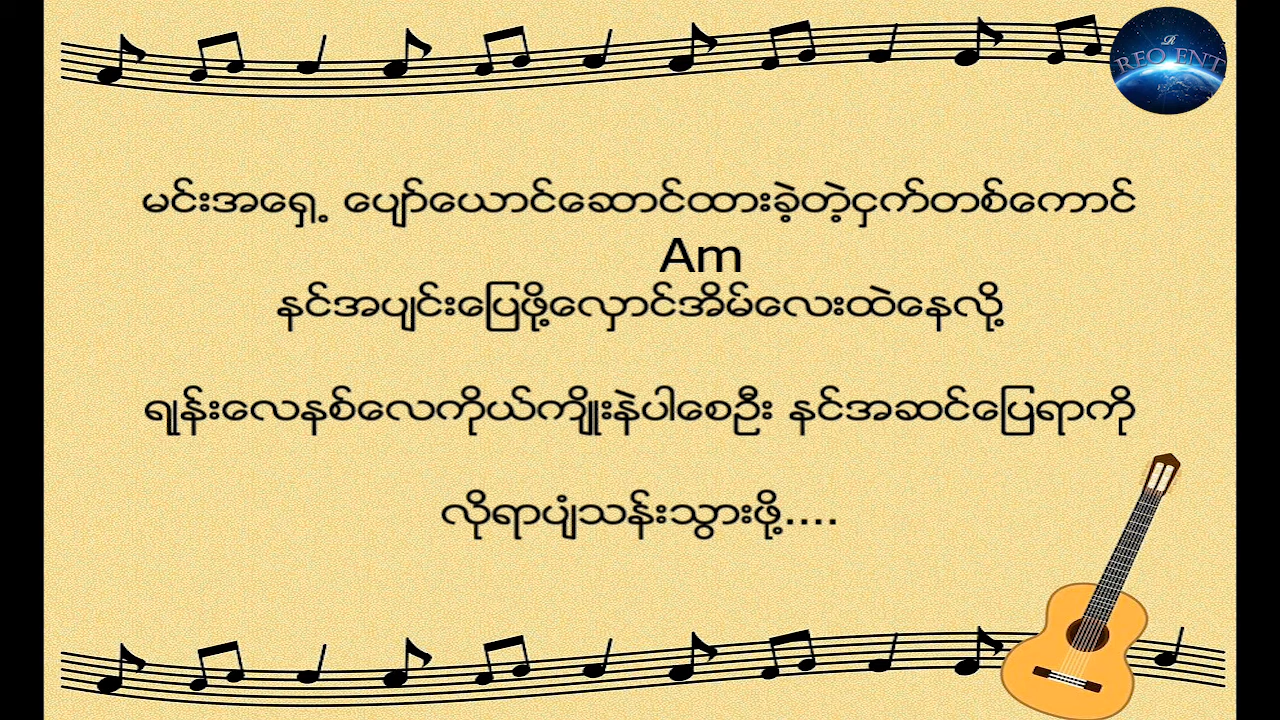 REO ENT
မင်းအရှေ့ ပျော်ယောင်ဆောင်ထားခဲ့တဲ့ငှက်တစ်ကောင်
Am
နင်အပျင်းပြေဖို့လှောင်အိမ်လေးထဲနေလို့
ရှုန်းလေနစ်လေကိုယ်ကျိုးနဲပါစေဦး နင်အဆင်ပြေရာကို
လိုရာပျံသန်းသွားဖို့....